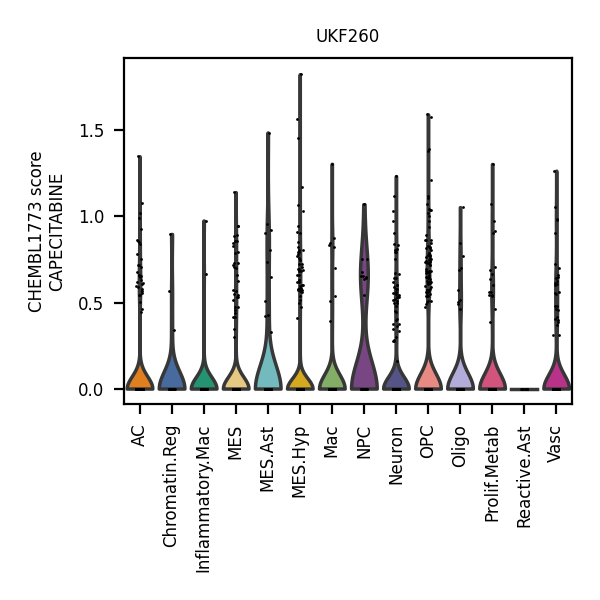 UKF260
CHEMBL1773 score
CAPECITABINE
1.5
1.0
0.5
0.0
AC
Chromatin.Reg
Inflammatory.Mac
MES
MES.Ast
MES.Hyp
Mac
NPC
Neuron
OPC
Oligo
Prolif.Metab
Reactive.Ast
Vasc